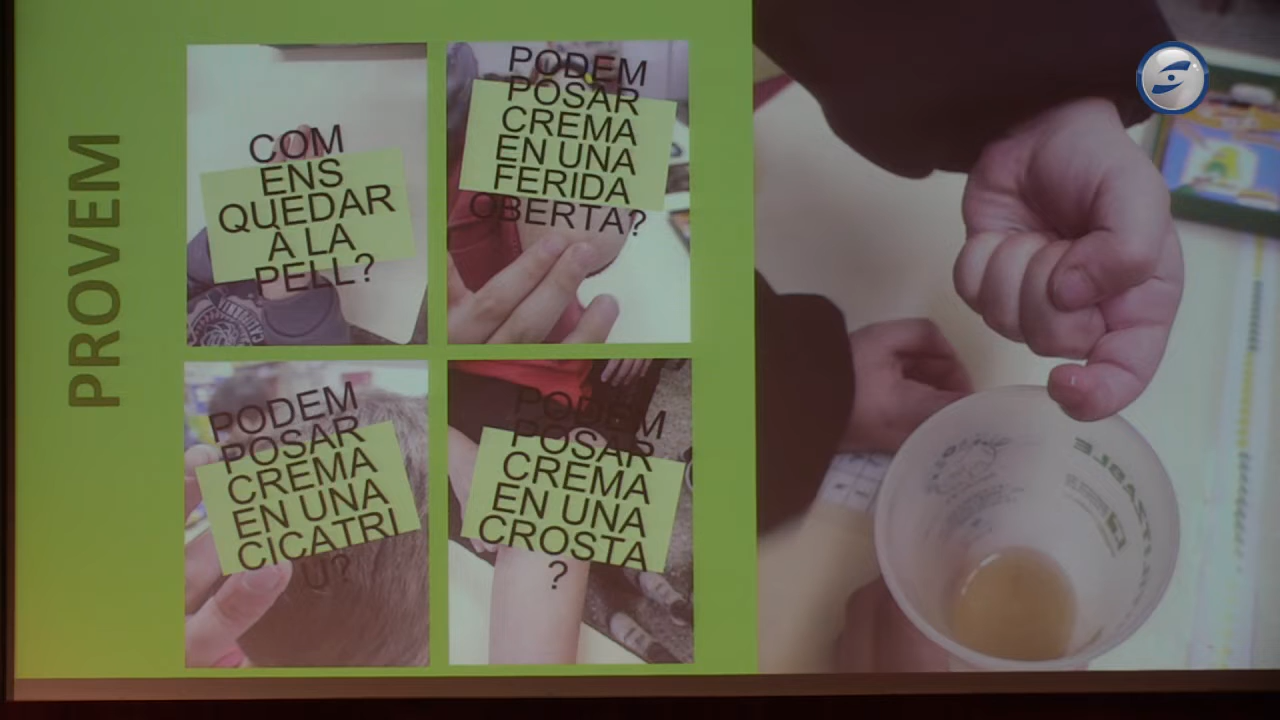 PROVEM
COM
ENS
QUEDAR
À LA
PELL?
PODEM
POSAR
CREMA
EN UNA
FERIDA
OBERTA?
PODEM
POSAR
CREMA
EN UNA
CICATRI
U?
PODEM
POSAR
CREMA
EN UNA
CROSTA
?